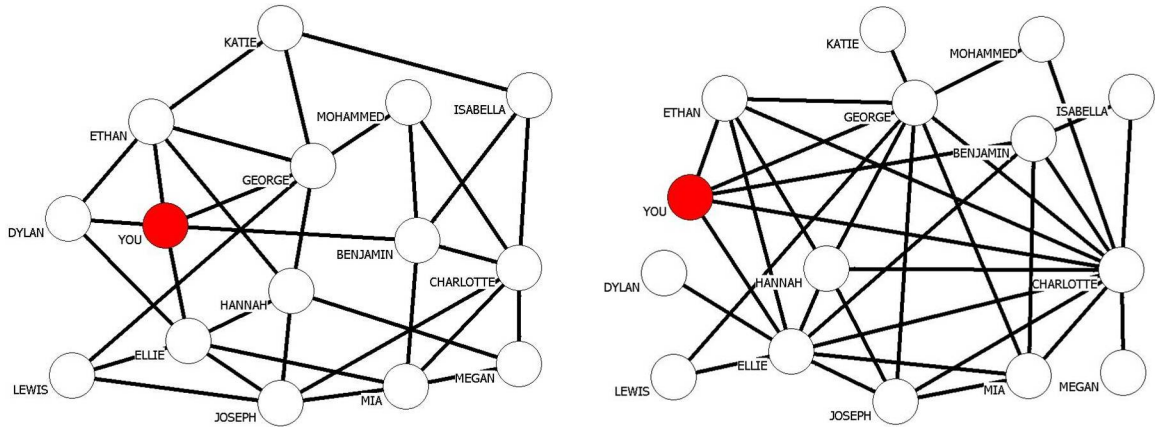 KATIE
MOHAMMED
ISABELLA
ETHAN
GEORGE
DYLAN
YOU
BENJAMIN
CHARLOTTE
HANNAH
ELLIE
LEWIS
JOSEPH
MIA
MEGAN
KATIE
MOHAMMED
ETHAN
GEORGE
ISABELLA
BENJAMIN
YOU
DYLAN
HANNAH
CHARLOTTE
ELLIE
LEWIS
JOSEPH
MIA
MEGAN